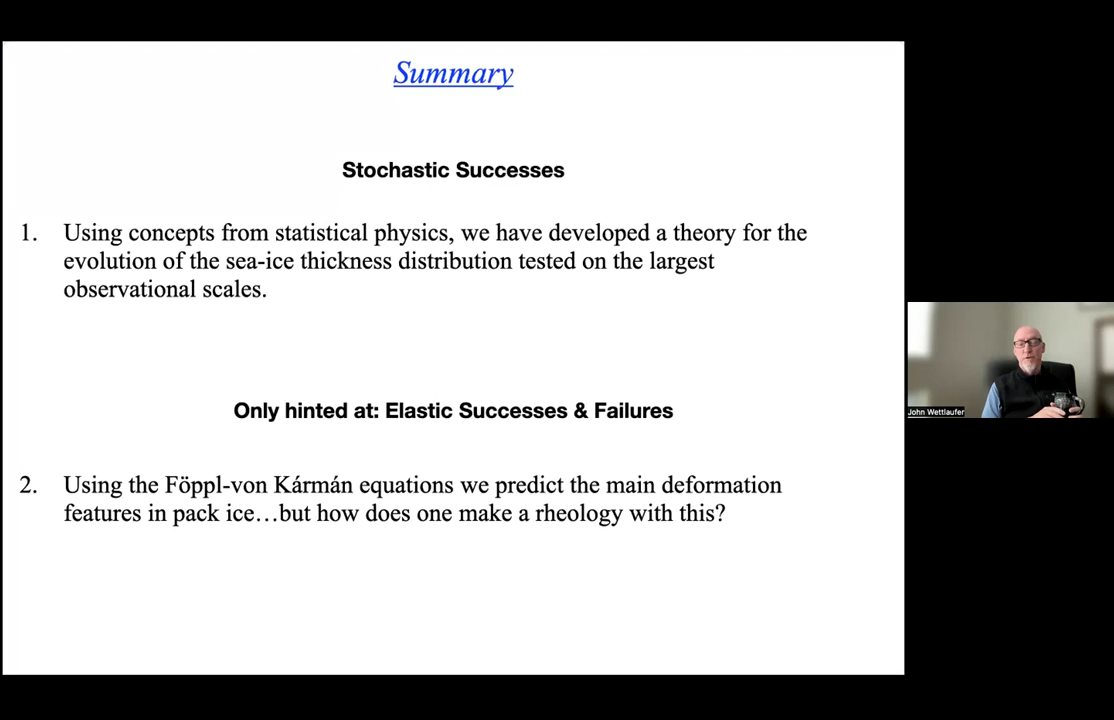 Summary
Stochastic Successes
1. Using concepts from statistical physics, we have developed a theory for the
evolution of the sea-ice thickness distribution tested on the largest
observational scales.
Only hinted at: Elastic Successes & Failures
2. Using the Föppl-von Kármán equations we predict the main deformation
features in pack ice…but how does one make a rheology with this?
John Wettlaufer